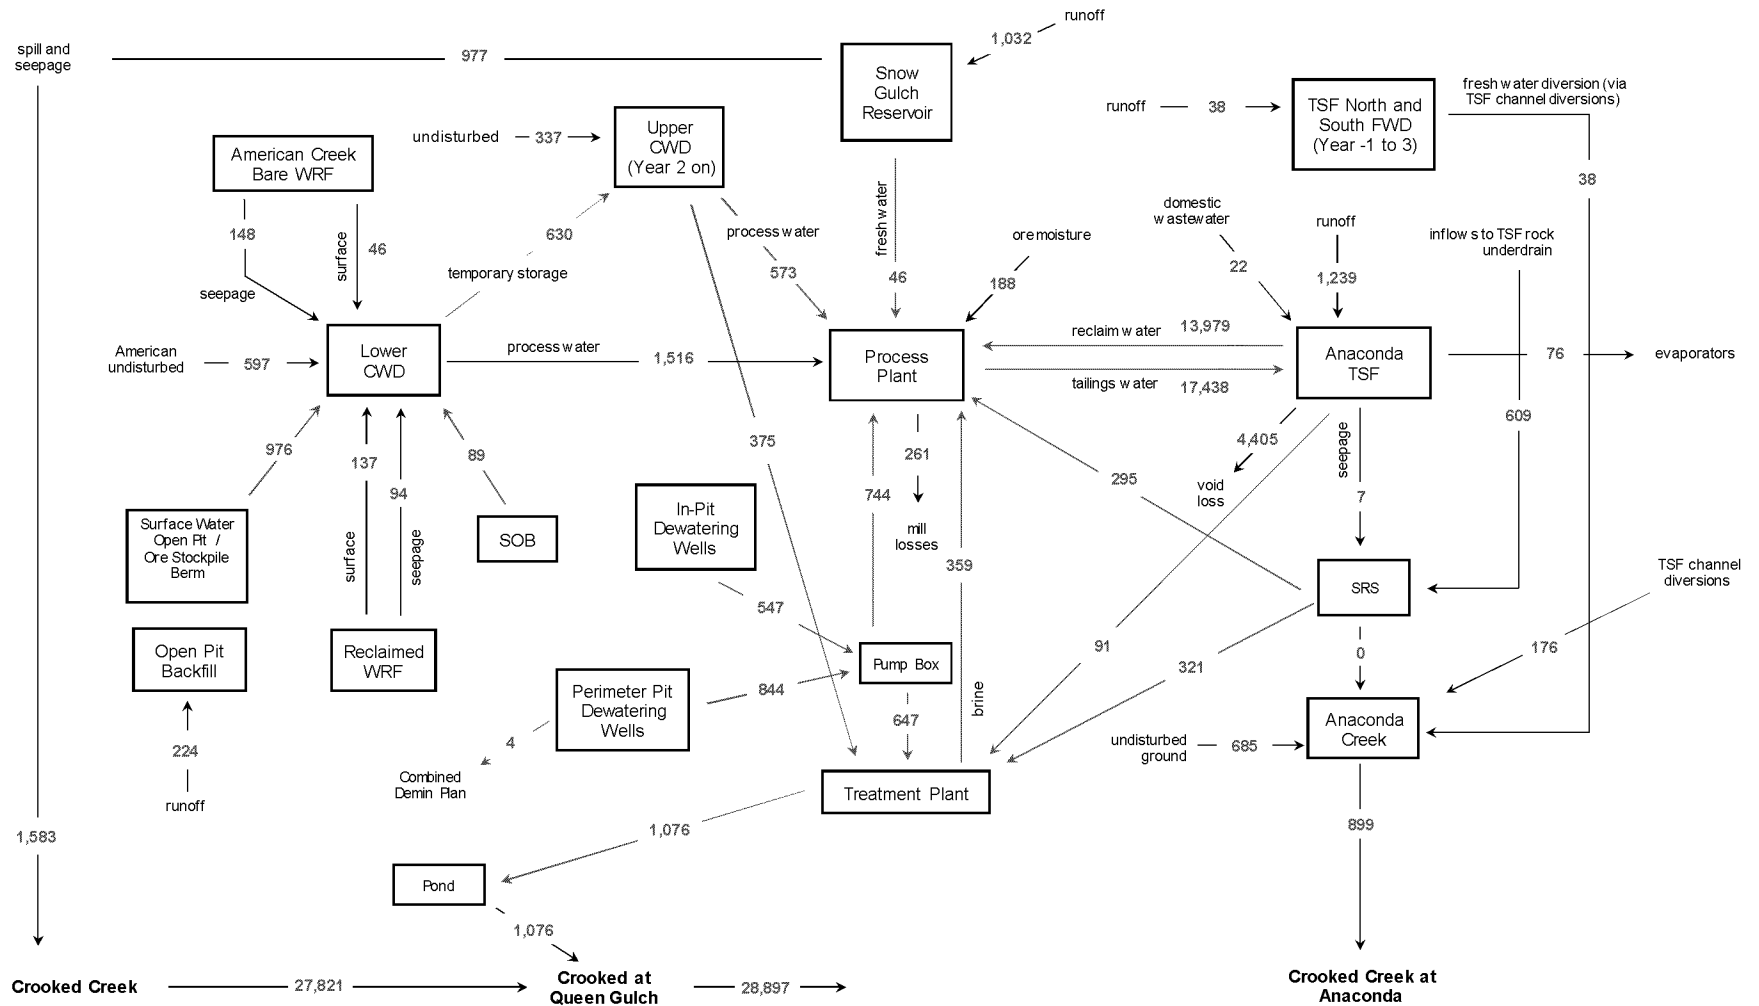 runoff
1,032
spill and
seepage
977
Snow
Gulch
Reservoir
fresh water diversion (via
TSF channel diversions)
runoff
38
TSF North and
South FWD
(Year -1 to 3)
undisturbed
337
Upper
CWD
(Year 2 on)
American Creek
Bare WRF
38
148
surface
46
630
process water
573
fresh water
46
ore moisture
188
domestic
wastewater
22
runoff
1,239
inflows to TSF rock
underdrain
seepage
temporary storage
American
undisturbed
597
Lower
CWD
process water
1,516
Process
Plant
reclaim water
13,979
tailings water
17,438
Anaconda
TSF
76
evaporators
609
976
137
94
89
375
744
261
mill
losses
295
4,405
void
loss
seepage
7
Surface Water
Open Pit /
Ore Stockpile
Berm
surface
seepage
SOB
In-Pit
Dewatering
Wells
547
359
SRS
TSF channel
diversions
Open Pit
Backfill
Reclaimed
WRF
Pump Box
91
321
0
176
Perimeter Pit
Dewatering
Wells
844
647
brine
4
Combined
Demin Plan
224
runoff
undisturbed
ground
685
Anaconda
Creek
Treatment Plant
1,583
1,076
899
Pond
1,076
Crooked Creek
27,821
Crooked at
Queen Gulch
28,897
Crooked Creek at
Anaconda